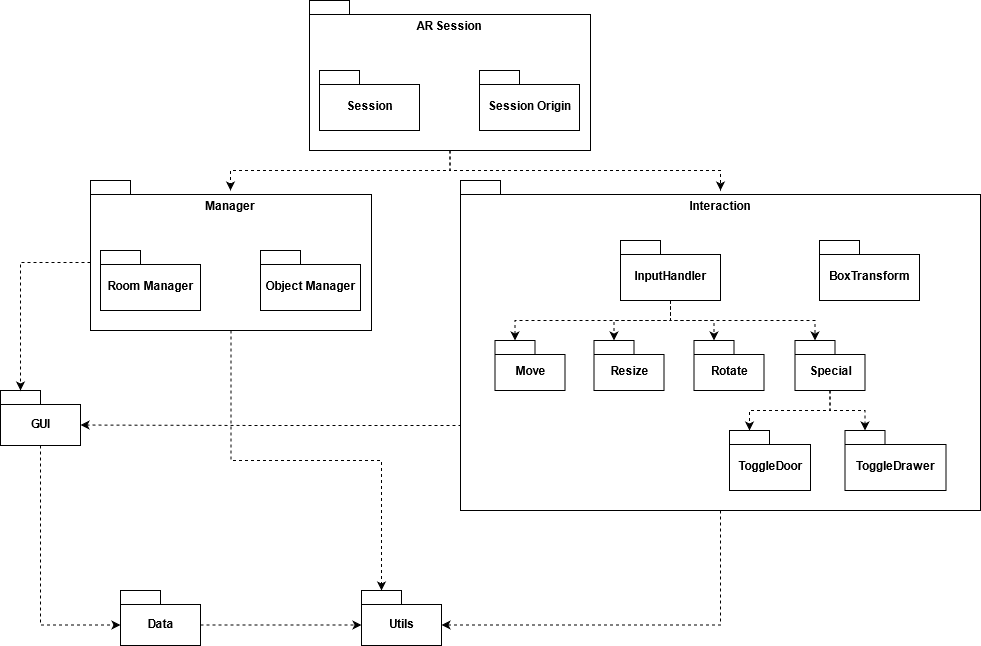 AR Session
Session
Session Origin
Manager
Interaction
Room Manager
Object Manager
InputHandler
BoxTransform
Move
Resize
Rotate
Special
GUI
ToggleDoor
ToggleDrawer
Data
Utils